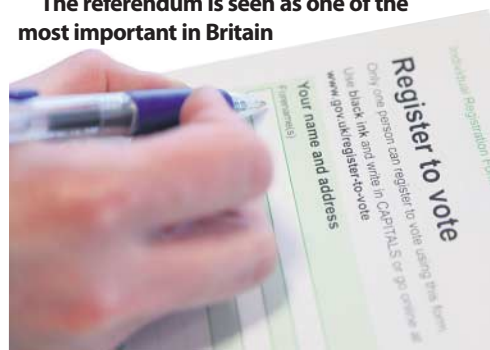 The referendum is seen as one of the
most important in Britain
Individual Registration
Register to vote
Only one person can register to vote using this form
Use black ink and write in CAPITALS or go online at
www.gov.uk/register-to-vote
Your name and address
Forename(s)